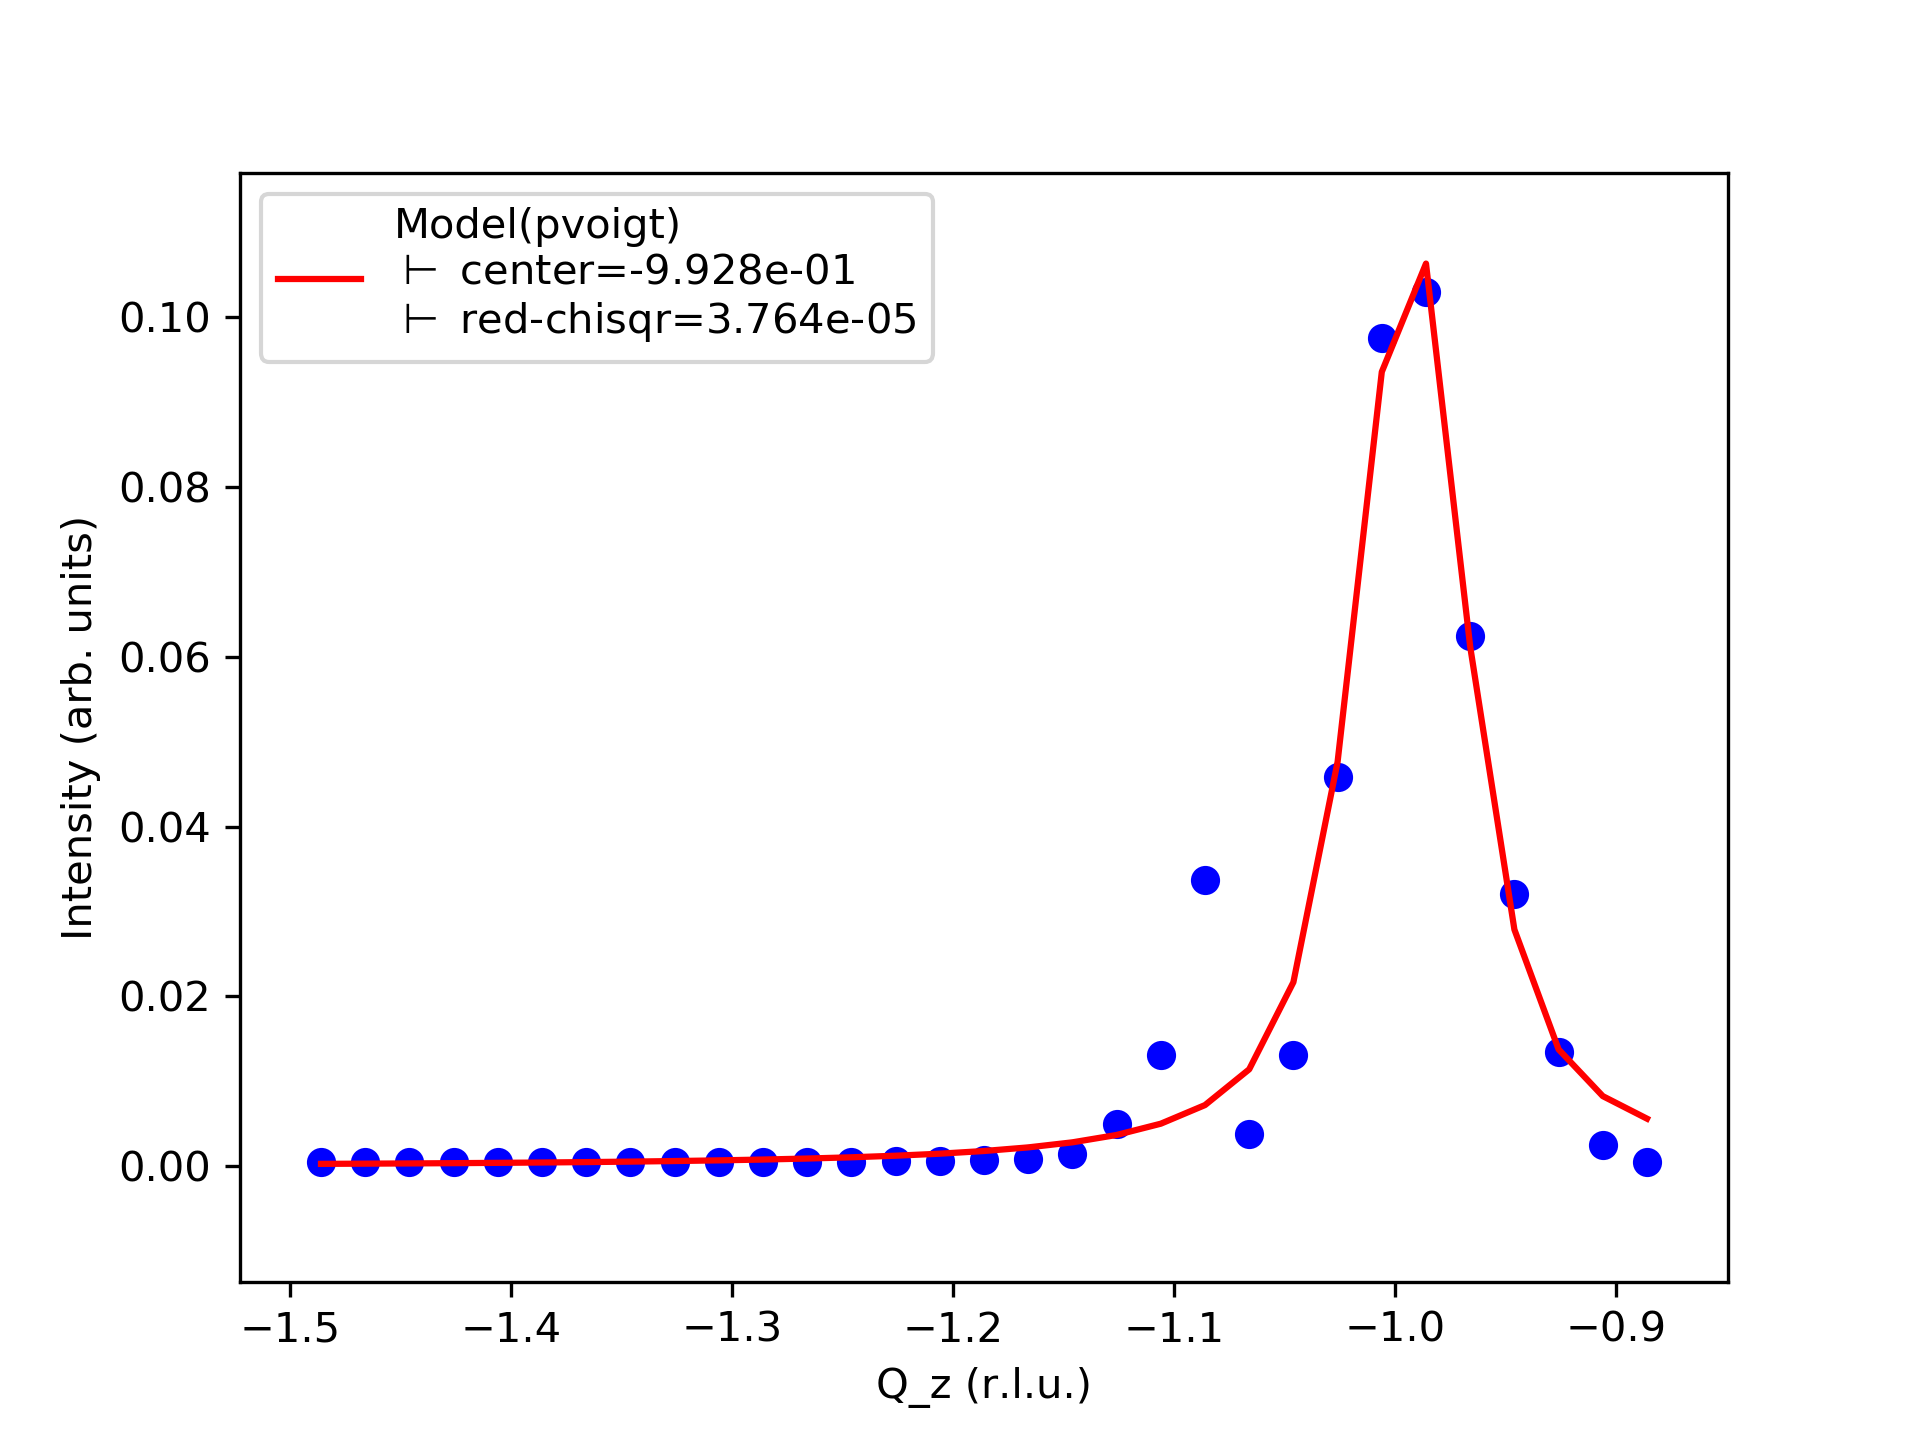 Model(pvoigt)
⊢ center=-9.928e-01
⊢ red-chisqr=3.764e-05
0.10
0.08
0.06
0.04
0.02
0.00
Intensity (arb. units)
−1.5 −1.4 −1.3 −1.2 −1.1 −1.0 −0.9
Q_z (r.l.u.)